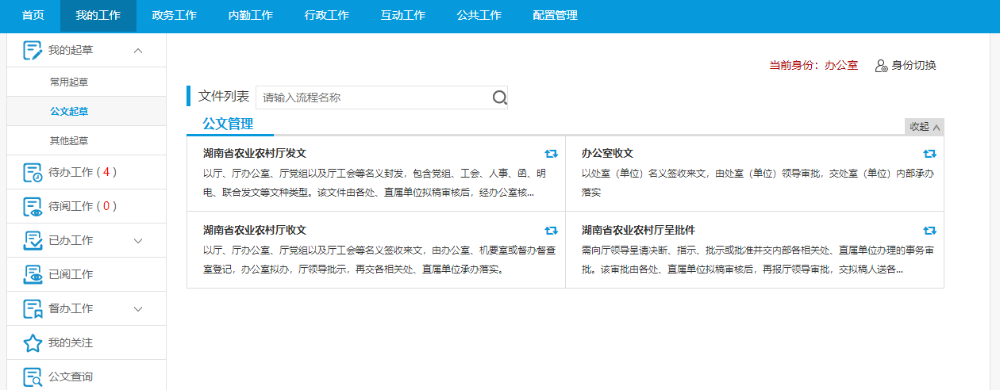 首页 我的工作 政务工作 内勤工作 行政工作 互动工作 公共工作 配置管理
我的起草
常用起草
公文起草
其他起草
待办工作 ( 4 )
待阅工作 ( 0 )
已办工作
已阅工作
督办工作
我的关注
公文查询
当前身份：办公室 身份切换
文件列表 请输入流程名称
公文管理 收起
湖南省农业农村厅发文
以厅、厅办公室、厅党组以及厅工会等名义封发，包含党组、工会、人事、函、明
电、联合发文等文种类型。该文件由各处、直属单位拟稿审核后，经办公室核...
办公室收文
以处室（单位）名义签收来文，由处室（单位）领导审批，交处室（单位）内部承办
落实
湖南省农业农村厅收文
以厅、厅办公室、厅党组以及厅工会等名义签收来文，由办公室、机要室或督办督查
室登记，办公室拟办，厅领导批示，再交各相关处、直属单位承办落实。
湖南省农业农村厅呈批件
需向厅领导呈请决断、指示、批示或批准并交内部各相关处、直属单位办理的事务审
批。该审批由各处、直属单位拟稿审核后，再报厅领导审批，交拟稿人送各...